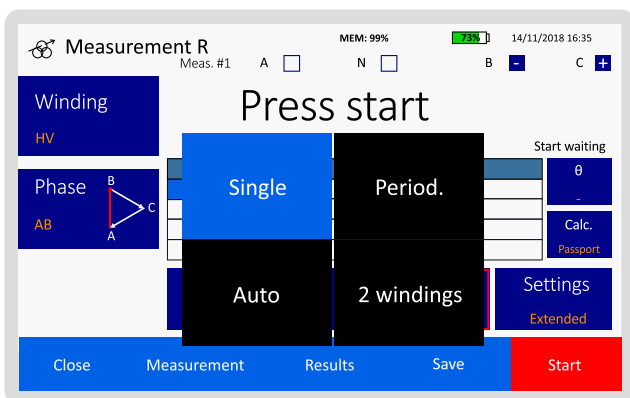 Measurement R
MEM: 99%
73%
14/11/2018 16:35
Meas. #1
A
N
B
-
C
+
Winding
HV
Press start
Start waiting
Phase
AB
B
C
A
θ
-
Calc.
Passport
Single
Period.
Auto
2 windings
Settings
Extended
Close
Measurement
Results
Save
Start